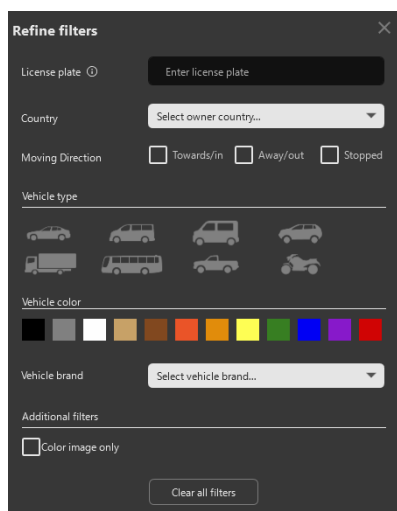 Refine filters
License plate
Enter license plate
Country
Select owner country...
Moving Direction
Towards/in
Away/out
Stopped
Vehicle type
Vehicle color
Vehicle brand
Select vehicle brand...
Additional filters
Color image only
Clear all filters